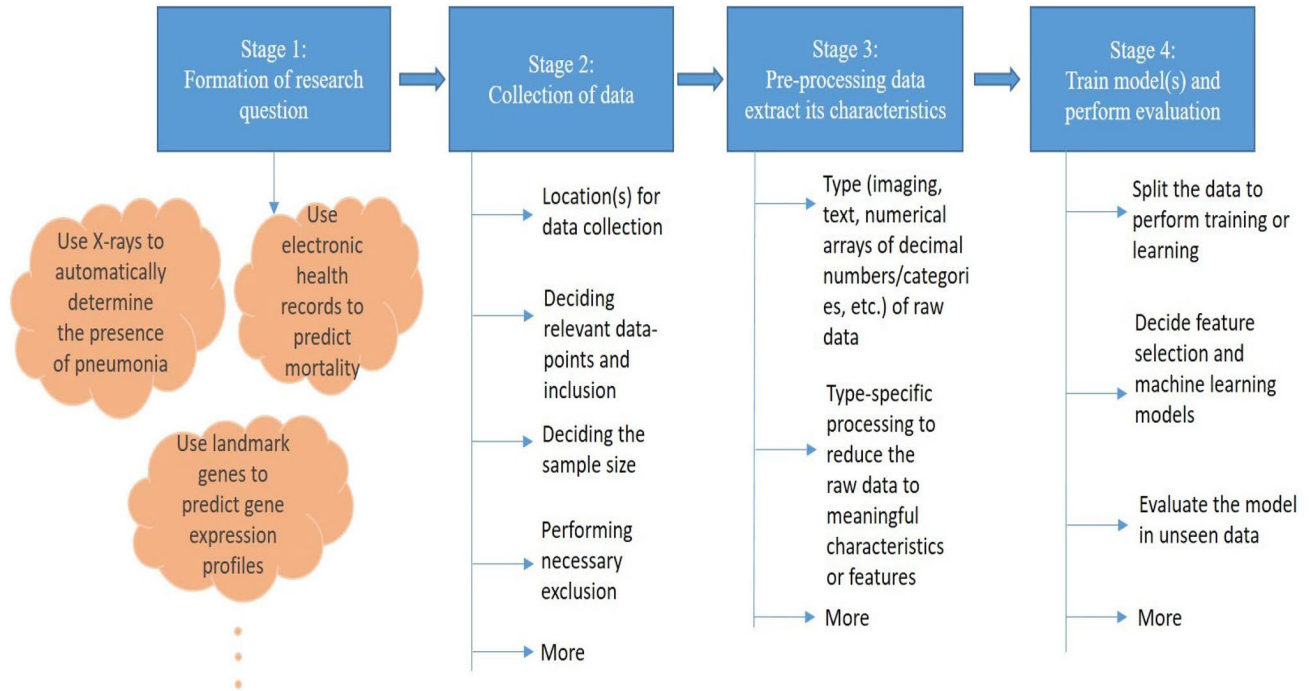 Stage 1:
Formation of research
question
Stage 2:
Collection of data
Stage 3:
Pre-processing data
extract its characteristics
Stage 4:
Train model(s) and
perform evaluation
Use X-rays to
automatically
determine
the presence
of pneumonia
Use
electronic
health
records to
predict
mortality
Use landmark
genes to
predict gene
expression
profiles
Location(s) for
data collection
Deciding
relevant data-
points and
inclusion
Deciding the
sample size
Performing
necessary
exclusion
More
Type (imaging,
text, numerical
arrays of decimal
numbers/categori
es, etc.) of raw
data
Type-specific
processing to
reduce the
raw data to
meaningful
characteristics
or features
More
Split the data to
perform training or
learning
Decide feature
selection and
machine learning
models
Evaluate the model
in unseen data
More